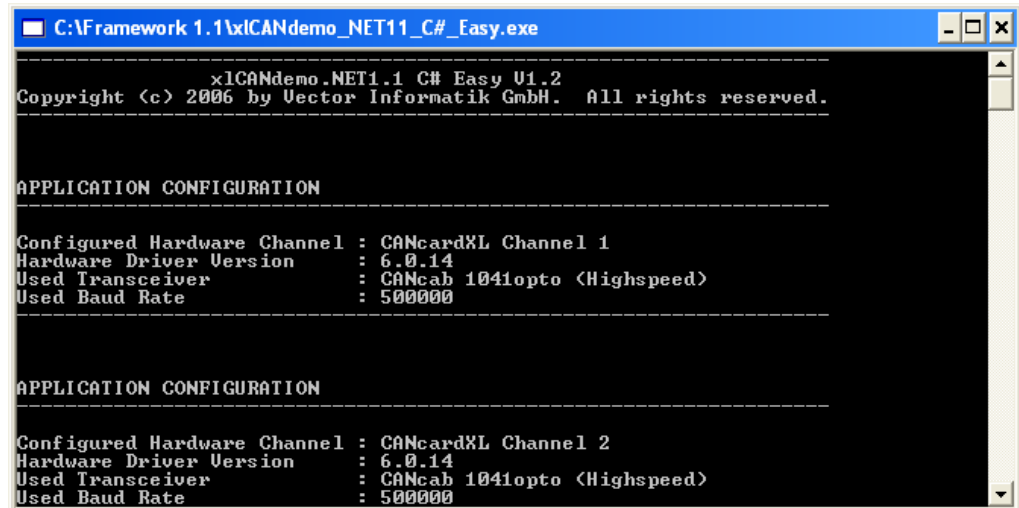 C:\Framework 1.1\xlCANdemo_NET11_C#_Easy.exe
xlCANdemo.NET1.1 C# Easy V1.2
Copyright (c) 2006 by Vector Informatik GmbH. All rights reserved.
APPLICATION CONFIGURATION
Configured Hardware Channel : CANcardXL Channel 1
Hardware Driver Version : 6.0.14
Used Transceiver : CANcab 1041opto (Highspeed)
Used Baud Rate : 500000
APPLICATION CONFIGURATION
Configured Hardware Channel : CANcardXL Channel 2
Hardware Driver Version : 6.0.14
Used Transceiver : CANcab 1041opto (Highspeed)
Used Baud Rate : 500000